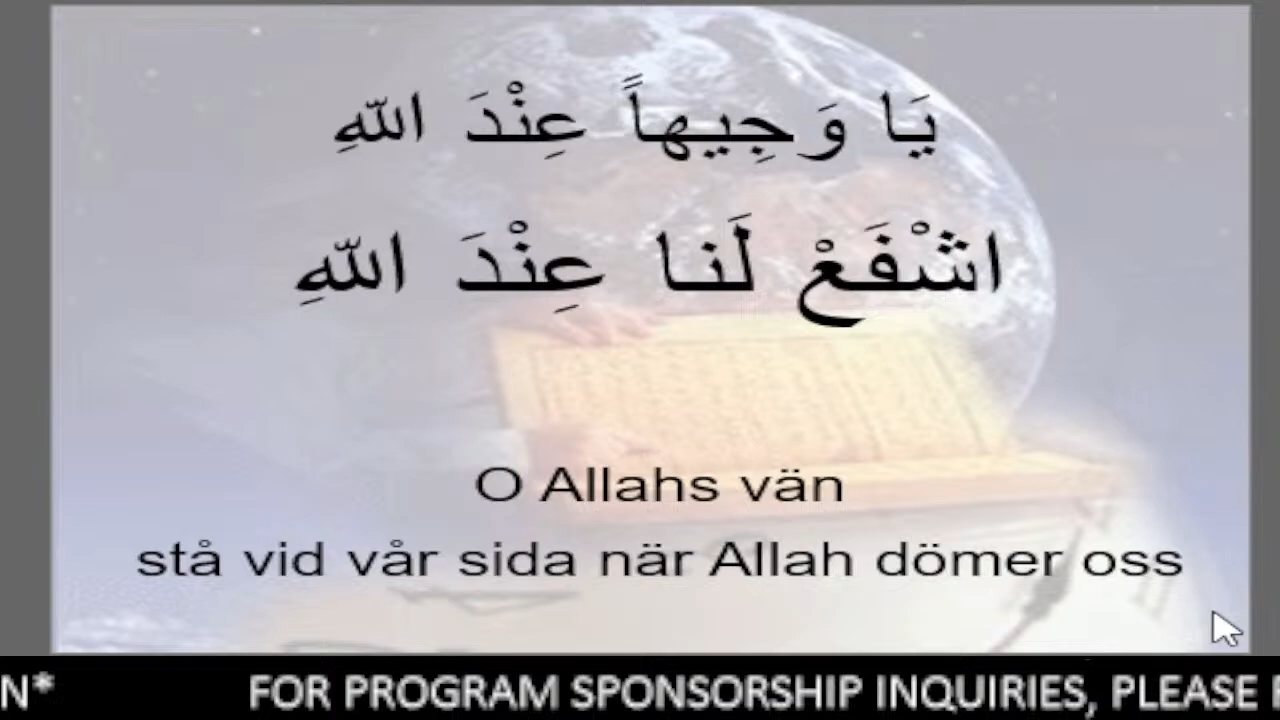 يَا وَجِيهاً عِنْدَ اللهِ
اشْفَعْ لَنا عِنْدَ اللهِ
O Allahs vän
stå vid vår sida när Allah dömer oss
N* FOR PROGRAM SPONSORSHIP INQUIRIES, PLEASE